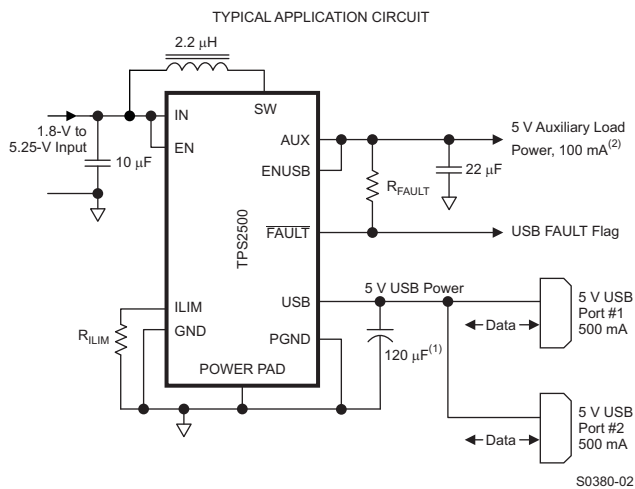 TYPICAL APPLICATION CIRCUIT
2.2 μH
IN
SW
1.8-V to
5.25-V Input
EN
10 μF
AUX
5 V Auxiliary Load
Power, 100 mA(2)
ENUSB
22 μF
RFAULT
TPS2500
FAULT
USB FAULT Flag
ILIM
USB
5 V USB Power
5 V USB
Port #1
500 mA
Data
RILIM
GND
PGND
120 μF(1)
POWER PAD
5 V USB
Port #2
500 mA
Data
S0380-02